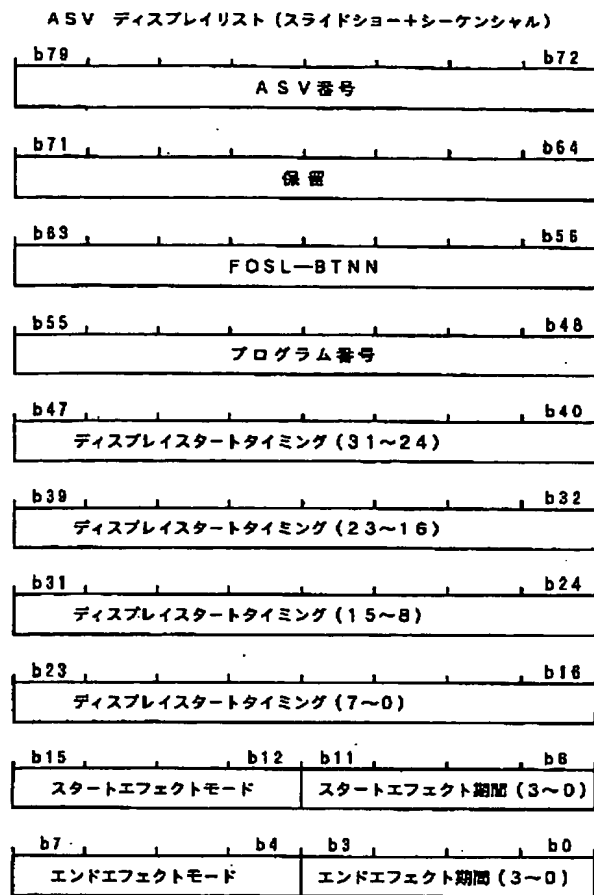 ASV ディスプレイリスト(スライドショー+シーケンシャル)
b79 b72
ASV番号
b71 b64
保留
b63 b56
FOSL—BTNN
b55 b48
プログラム番号
b47 b40
ディスプレイスタートタイミング(31~24)
b39 b32
ディスプレイスタートタイミング(23~16)
b31 b24
ディスプレイスタートタイミング(15~8)
b23 b16
ディスプレイスタートタイミング(7~0)
b15 b12 b11 b8
スタートエフェクトモード スタートエフェクト期間(3~0)
b7 b4 b3 b0
エンドエフェクトモード エンドエフェクト期間(3~0)